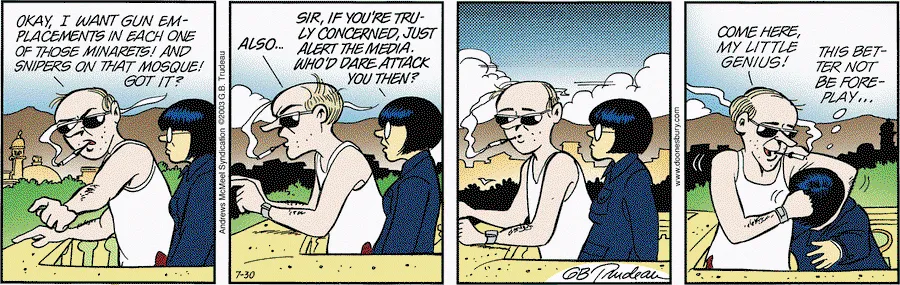 OKAY, I WANT GUN EM-
PLACEMENTS IN EACH ONE
OF THOSE MINARETS! AND
SNIPERS ON THAT MOSQUE!
GOT IT?
Andrews McMeel Syndication ©2003 G.B. Trudeau
ALSO...
SIR, IF YOU'RE TRU-
LY CONCERNED, JUST
ALERT THE MEDIA.
WHO'D DARE ATTACK
YOU THEN?
7-30
GB Trudeau
www.doonesbury.com
COME HERE,
MY LITTLE
GENIUS!
THIS BET-
TER NOT
BE FORE-
PLAY...